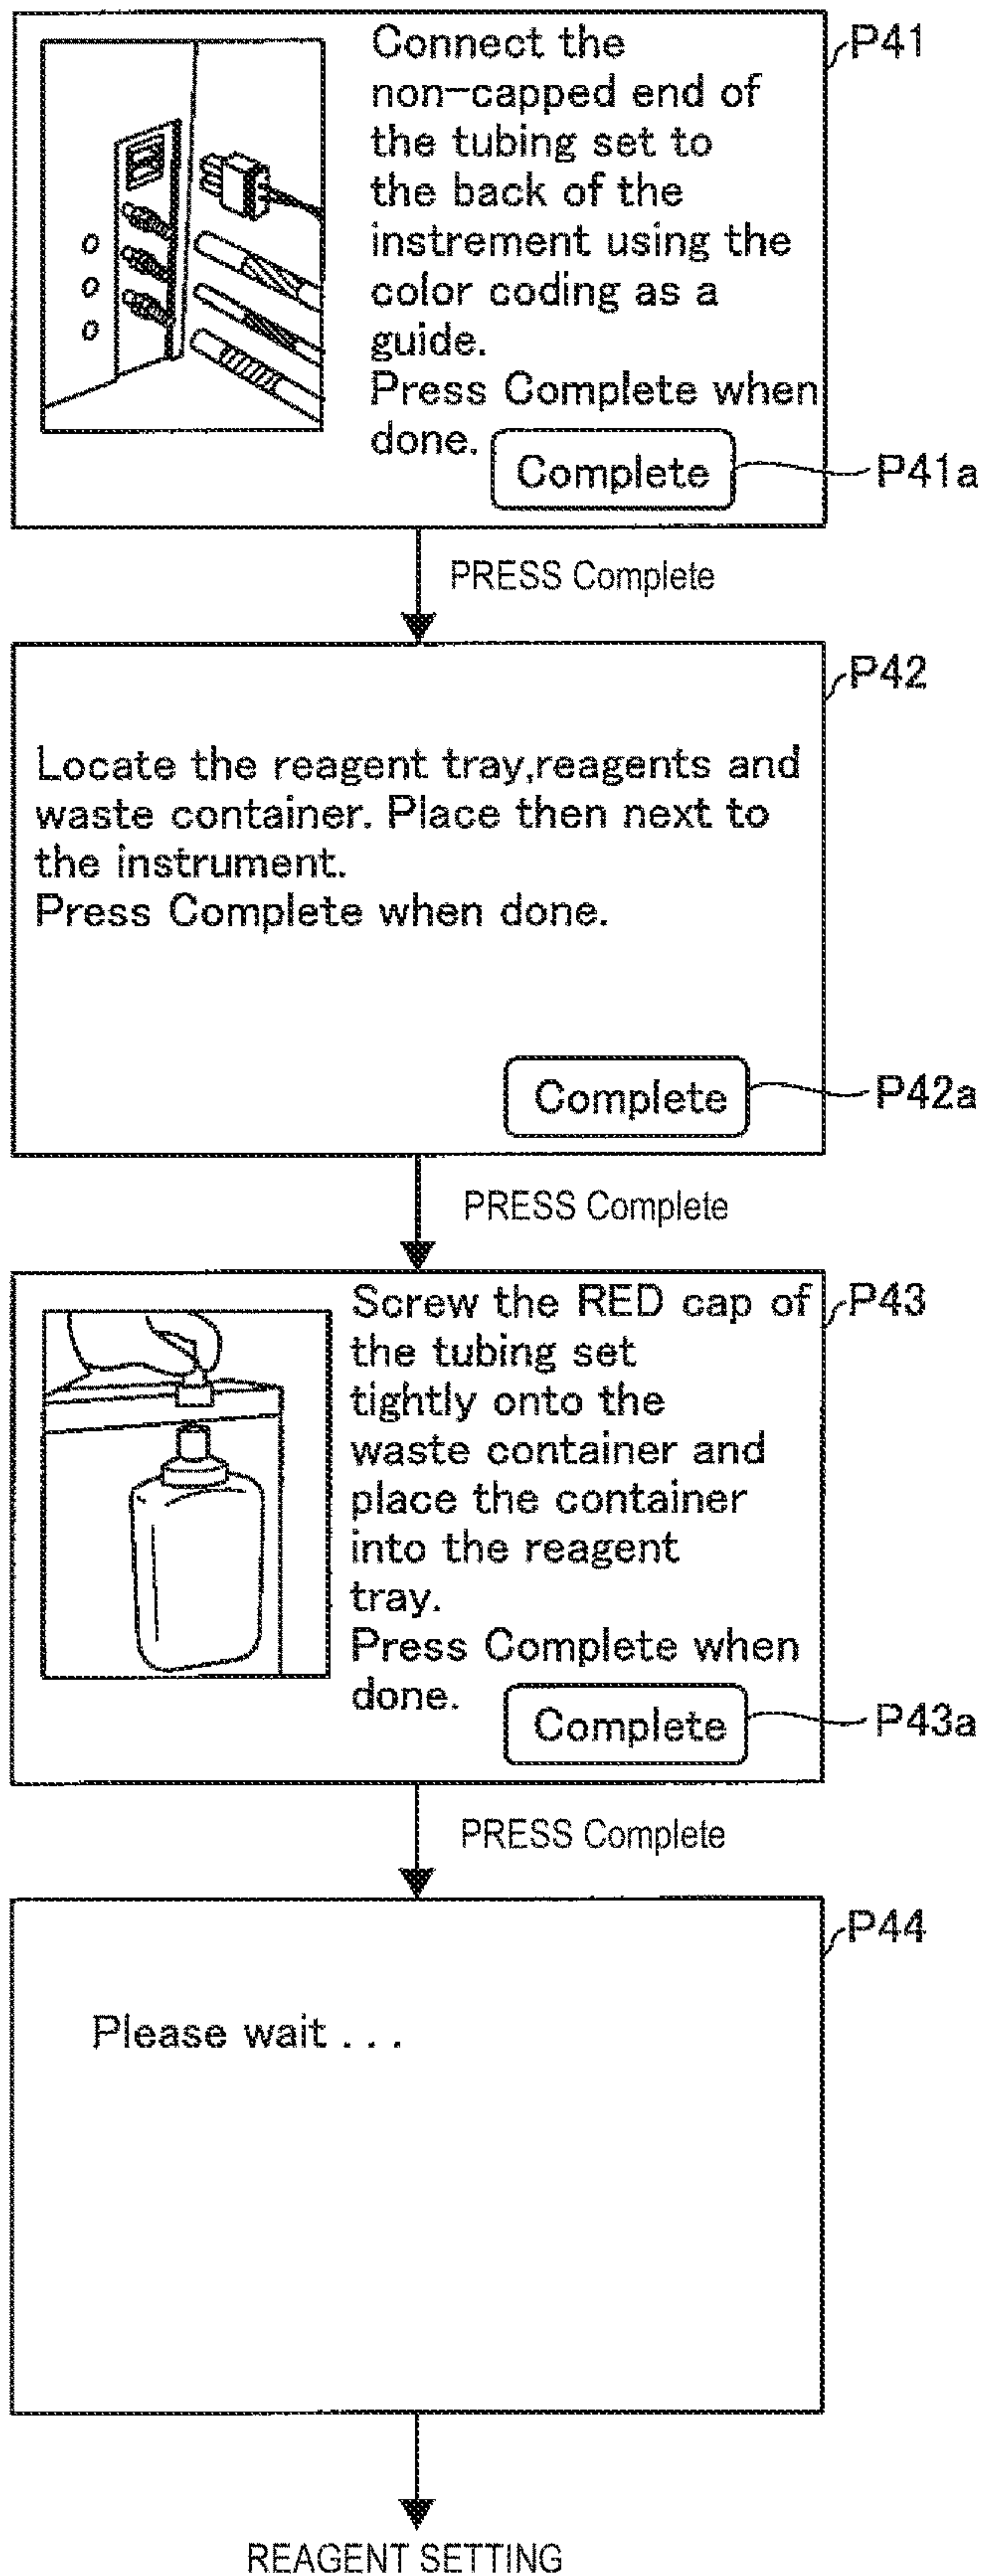 Connect the
non-capped end of
the tubing set to
the back of the
instrement using the
color coding as a
guide.
Press Complete when
done.
Complete
P41
P41a
PRESS Complete
P42
Locate the reagent tray,reagents and
waste container. Place then next to
the instrument.
Press Complete when done.
Complete
P42a
PRESS Complete
Screw the RED cap of
the tubing set
tightly onto the
waste container and
place the container
into the reagent
tray.
Press Complete when
done.
Complete
P43
P43a
PRESS Complete
P44
Please wait . . .
REAGENT SETTING